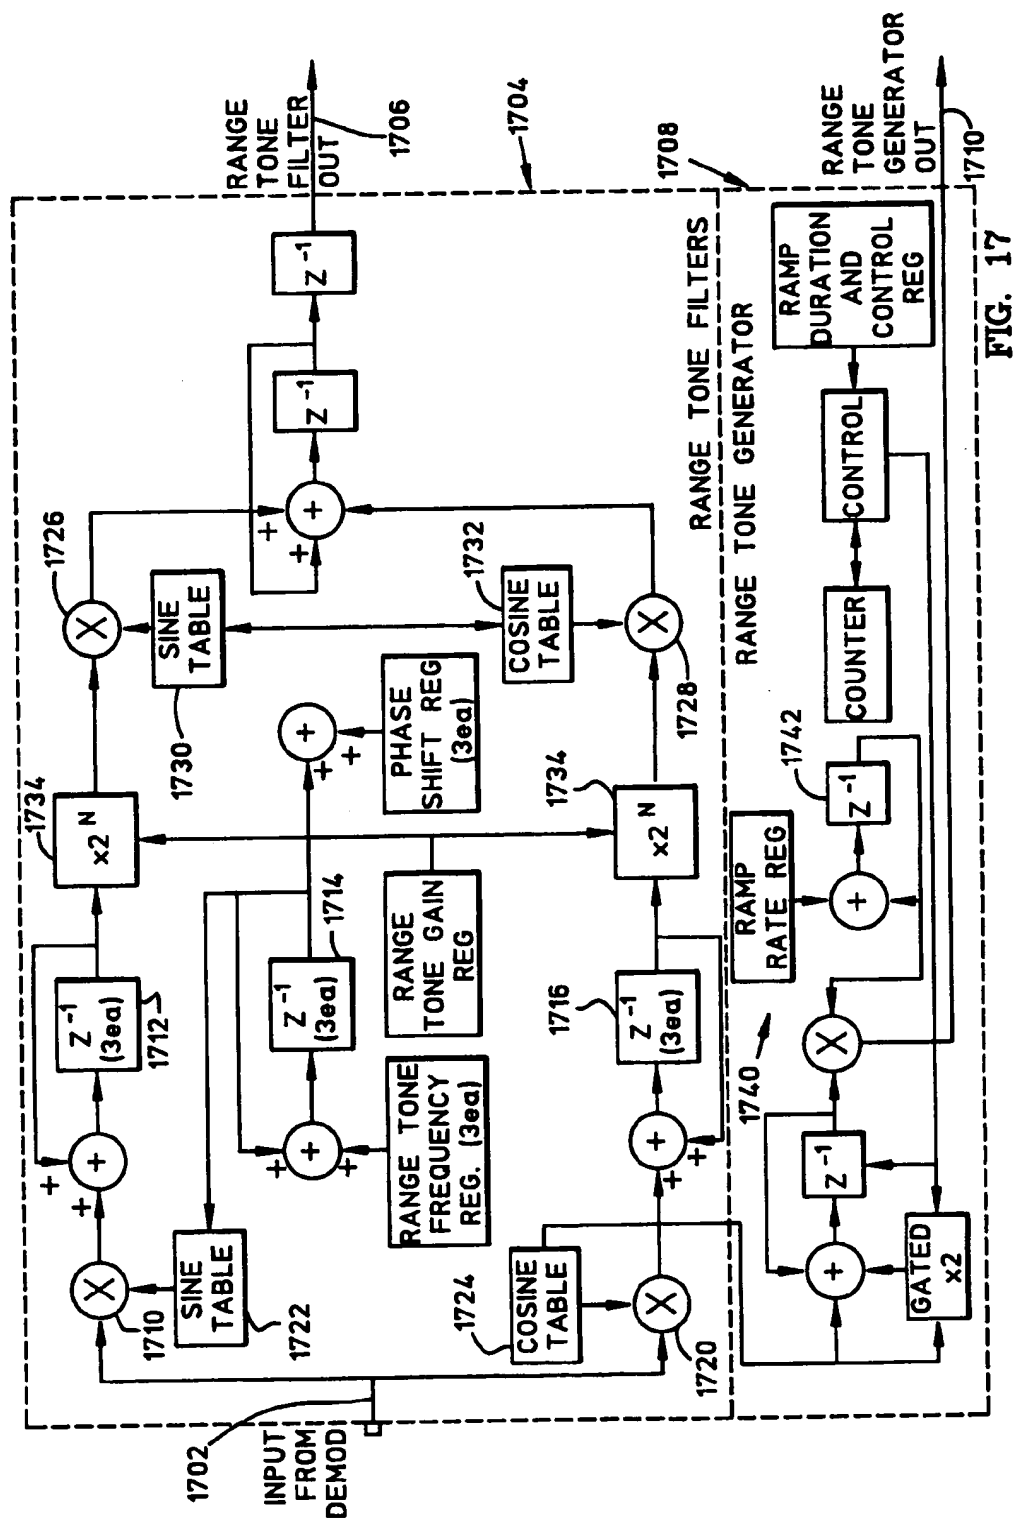 1702
INPUT
FROM
DEMOD
1710
X
SINE
TABLE
1722
1724
COSINE
TABLE
X
1720
+
+
+
Z⁻¹
(3ea)
1712
+
+
+
RANGE TONE
FREQUENCY
REG. (3ea)
Z⁻¹
(3ea)
1714
+
+
+
Z⁻¹
(3ea)
1716
RANGE
TONE GAIN
REG
1734
x2ᴺ
1734
x2ᴺ
+
+
+
PHASE
SHIFT REG
(3ea)
1726
X
SINE
TABLE
1730
1732
COSINE
TABLE
X
1728
+
+
+
Z⁻¹
Z⁻¹
RANGE
TONE
FILTER
OUT
1706
1704
RANGE TONE FILTERS
RANGE TONE GENERATOR
1708
GATED
x2
+
Z⁻¹
X
1740
RAMP
RATE REG
+
Z⁻¹
1742
COUNTER
CONTROL
RAMP
DURATION
AND
CONTROL
REG
RANGE
TONE
GENERATOR
OUT
1710
FIG. 17